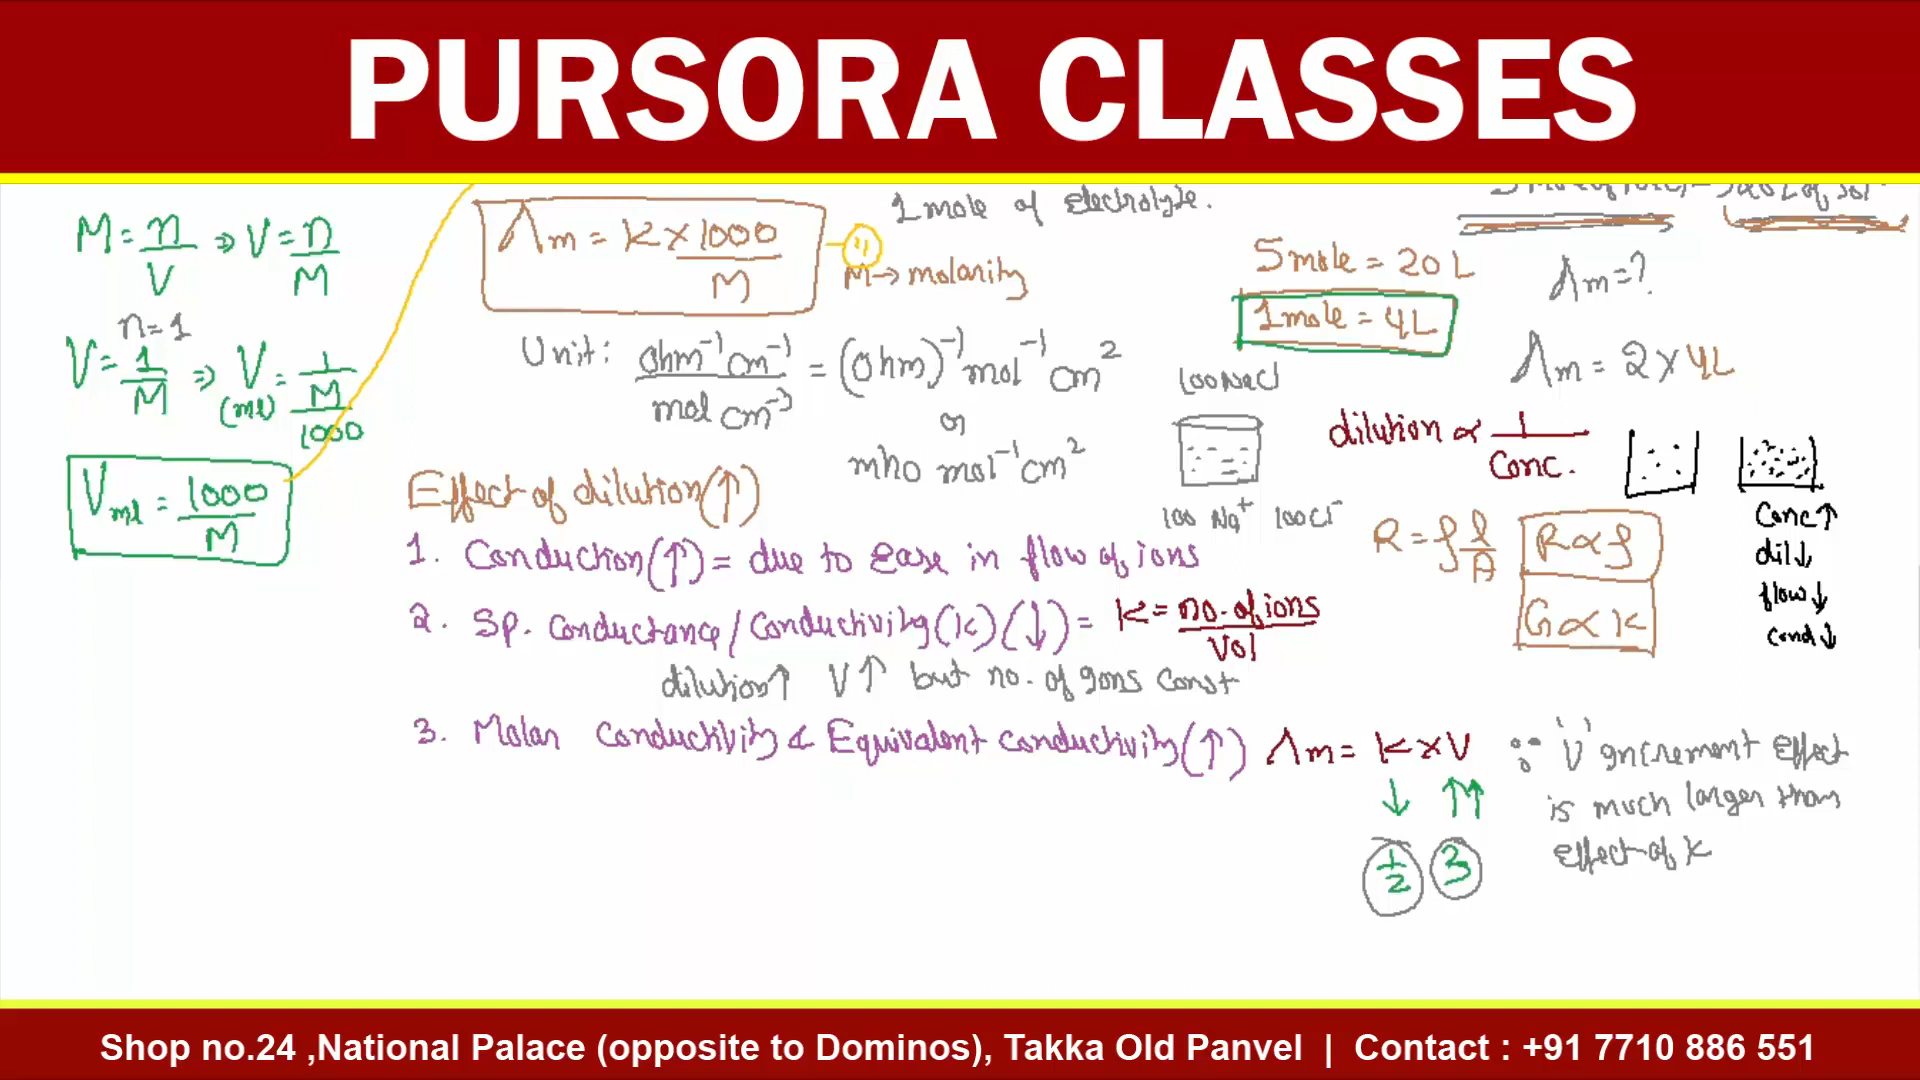 PURSORA CLASSES
M = n/V ⇒ V = n/M
n = 1
V = 1/M ⇒ V (ml) = 1/M/1000
V ml = 1000/M
Λm = K × 1000/M
1 mole of electrolyte.
M → molarity
Unit: ohm⁻¹ cm⁻¹ / mol cm⁻³ = (ohm)⁻¹ mol⁻¹ cm²
or
mho mol⁻¹ cm²
5 mole = 20 L
1 mole = 4L
Λm = ?
Λm = 2 × 4L
100 NaCl
100 Na⁺ 100 Cl⁻
dilution ∝ 1/Conc.
Conc ↑
dil ↓
flow ↓
cond ↓
R = ρ l/A
R ∝ ρ
G ∝ K
Effect of dilution (↑)
1. Conduction (↑) = due to Ease in flow of ions
2. Sp. conductance / conductivity (K) (↓) = K = no. of ions / Vol
dilution ↑ V ↑ but no. of ions const
3. Molar conductivity & Equivalent conductivity (↑) Λm = K × V
↓ ↑↑
1/2 3
∵ 'V' increment effect
is much larger than
effect of K
Shop no.24 ,National Palace (opposite to Dominos), Takka Old Panvel | Contact : +91 7710 886 551